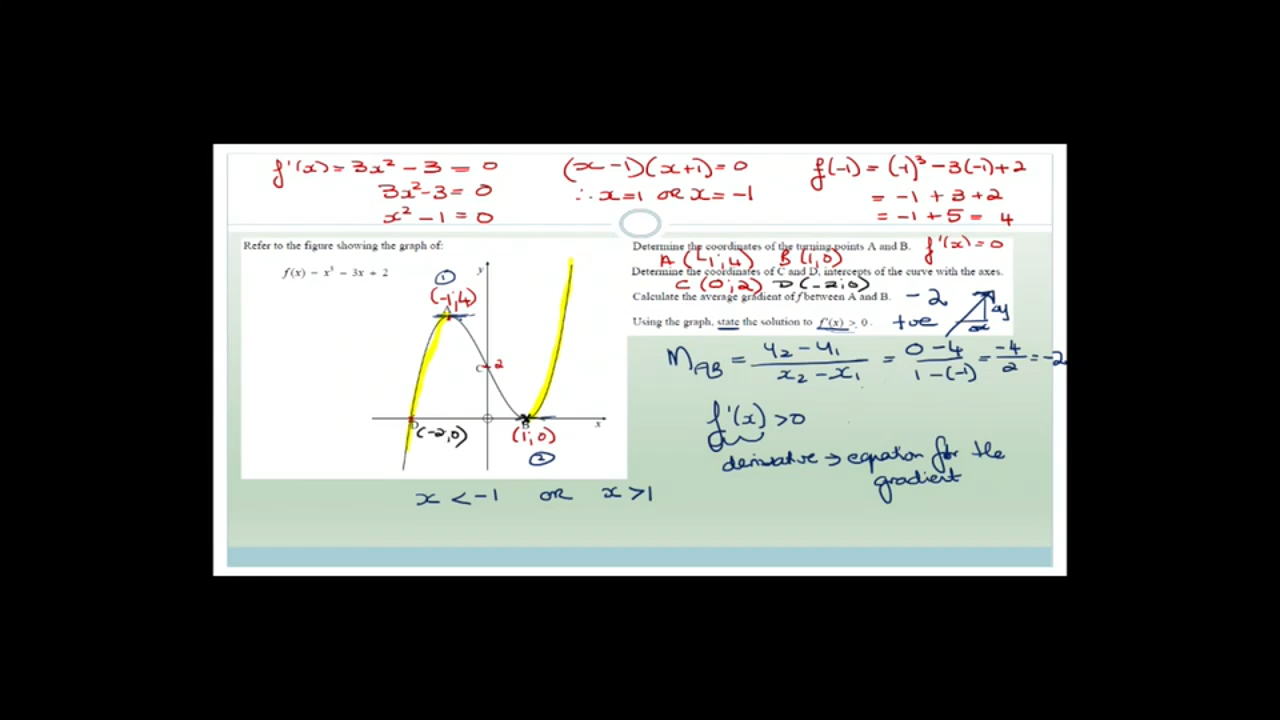 f'(x) = 3x² - 3 = 0
3x² - 3 = 0
x² - 1 = 0
(x - 1)(x + 1) = 0
∴ x = 1 OR x = -1
f(-1) = (-1)³ - 3(-1) + 2
= -1 + 3 + 2
= -1 + 5 = 4
Refer to the figure showing the graph of:
f(x) = x³ - 3x + 2
y
①
(-1; 4)
A
C
2
D
(-2; 0)
B
x
(1; 0)
②
x < -1 OR x > 1
Determine the coordinates of the turning points A and B. f'(x) = 0
A (-1; 4) B (1; 0)
Determine the coordinates of C and D, intercepts of the curve with the axes.
C (0; 2) D (-2; 0)
Calculate the average gradient of f between A and B. -2
Using the graph, state the solution to f'(x) > 0. +ve
Δy
Δx
M_AB = y₂ - y₁ / x₂ - x₁ = 0 - 4 / 1 - (-1) = -4 / 2 = -2
f'(x) > 0
derivative → equation for the
gradient